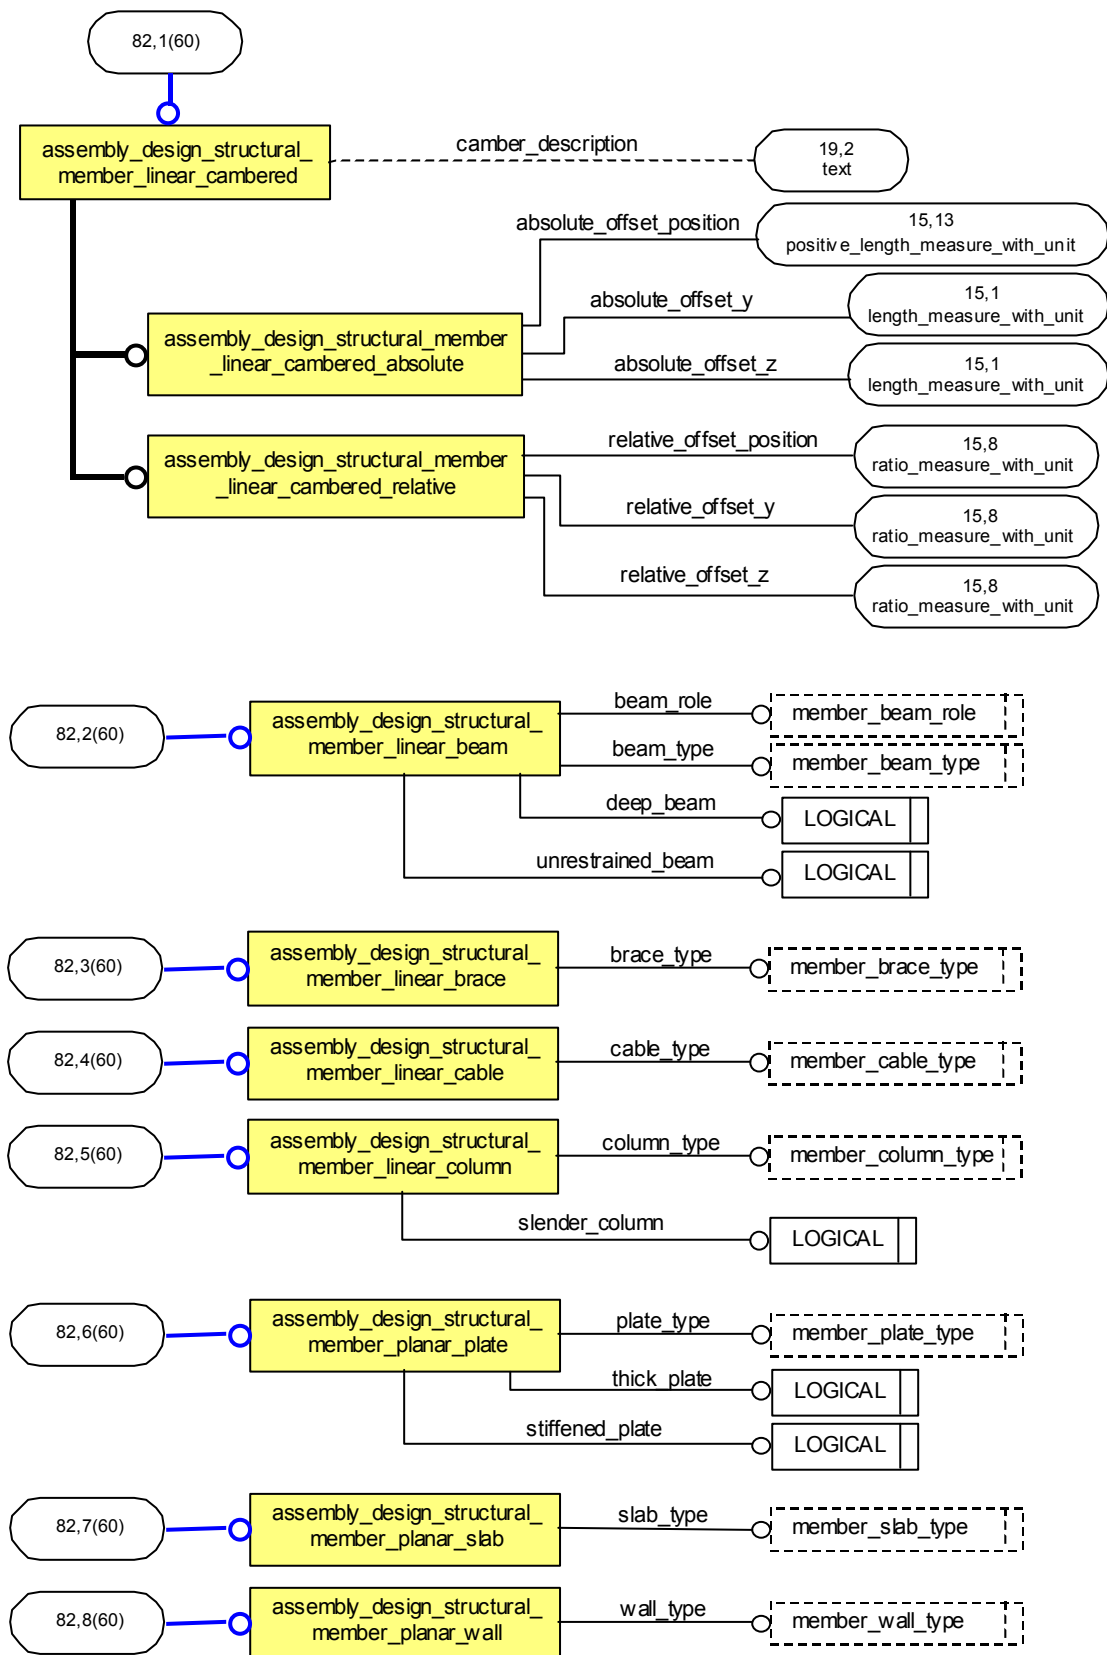 82,1(60)
assembly_design_structural_
member_linear_cambered
camber_description
19,2
text
absolute_offset_position
15,13
positive_length_measure_with_unit
assembly_design_structural_member
_linear_cambered_absolute
absolute_offset_y
15,1
length_measure_with_unit
absolute_offset_z
15,1
length_measure_with_unit
assembly_design_structural_member
_linear_cambered_relative
relative_offset_position
15,8
ratio_measure_with_unit
relative_offset_y
15,8
ratio_measure_with_unit
relative_offset_z
15,8
ratio_measure_with_unit
82,2(60)
assembly_design_structural_
member_linear_beam
beam_role
member_beam_role
beam_type
member_beam_type
deep_beam
LOGICAL
unrestrained_beam
LOGICAL
82,3(60)
assembly_design_structural_
member_linear_brace
brace_type
member_brace_type
82,4(60)
assembly_design_structural_
member_linear_cable
cable_type
member_cable_type
82,5(60)
assembly_design_structural_
member_linear_column
column_type
member_column_type
slender_column
LOGICAL
82,6(60)
assembly_design_structural_
member_planar_plate
plate_type
member_plate_type
thick_plate
LOGICAL
stiffened_plate
LOGICAL
82,7(60)
assembly_design_structural_
member_planar_slab
slab_type
member_slab_type
82,8(60)
assembly_design_structural_
member_planar_wall
wall_type
member_wall_type